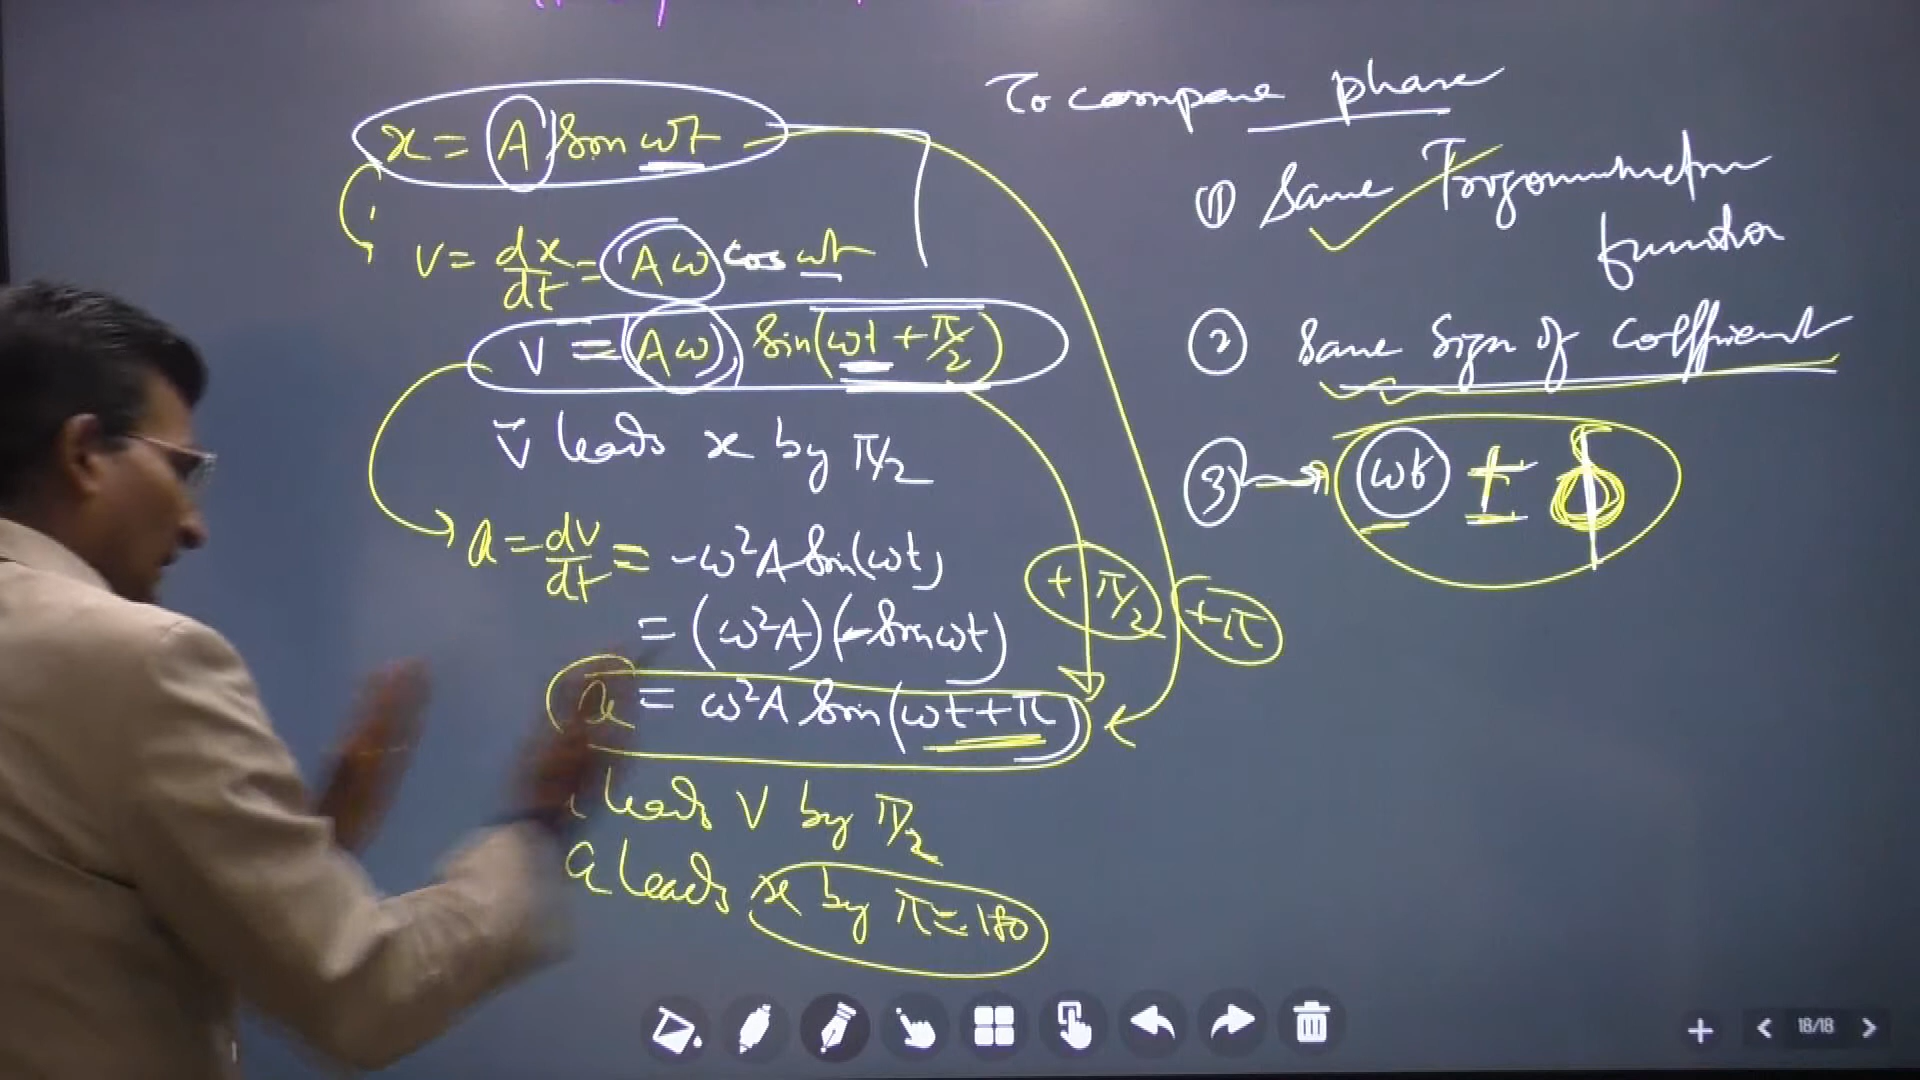 x = A sin ωt
v = dx/dt = Aω cos ωt
V = (Aω) sin(ωt + π/2)
V leads x by π/2
a = dv/dt = -ω²A sin(ωt)
= (ω²A)(-sin ωt)
a = ω²A sin(ωt + π)
leads V by π/2
a leads x by π = 180
+ π/2
+ π
To compare phase
① Same Trigonometric
function
② Same Sign of Coefficient
③ → ωt ± δ
18/18